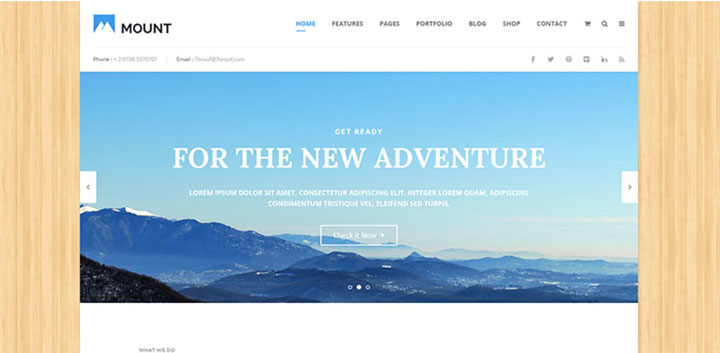 MOUNT
HOME FEATURES PAGES PORTFOLIO BLOG SHOP CONTACT
Phone : + 2 0106 5370701 Email : 7oroof@7oroof.com
GET READY
FOR THE NEW ADVENTURE
LOREM IPSUM DOLOR SIT AMET, CONSECTETUR ADIPISCING ELIT. INTEGER LOREM QUAM, ADIPISCING
CONDIMENTUM TRISTIQUE VEL, ELEIFEND SED TURPIS.
Check It Now
WHAT WE DO